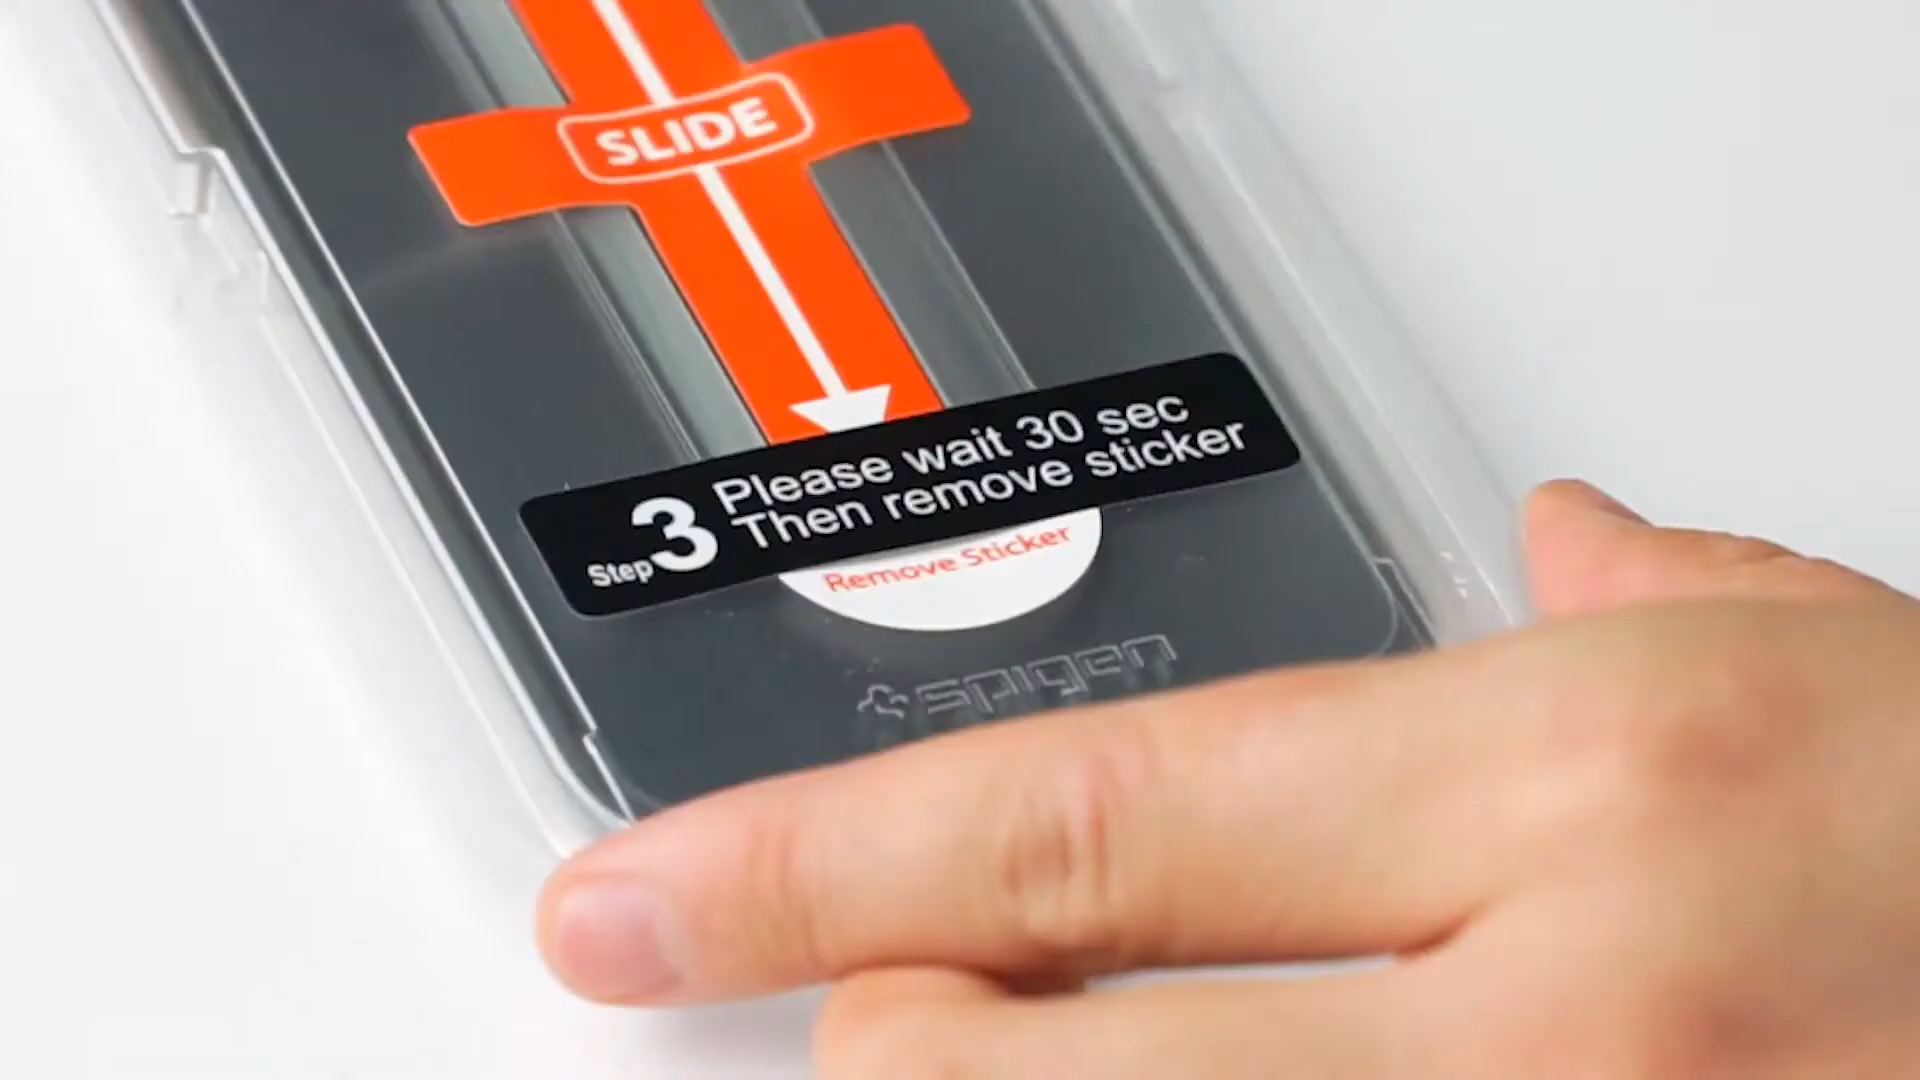 SLIDE
Please wait 30 sec
Step 3 Then remove sticker
Remove Sticker
spigen